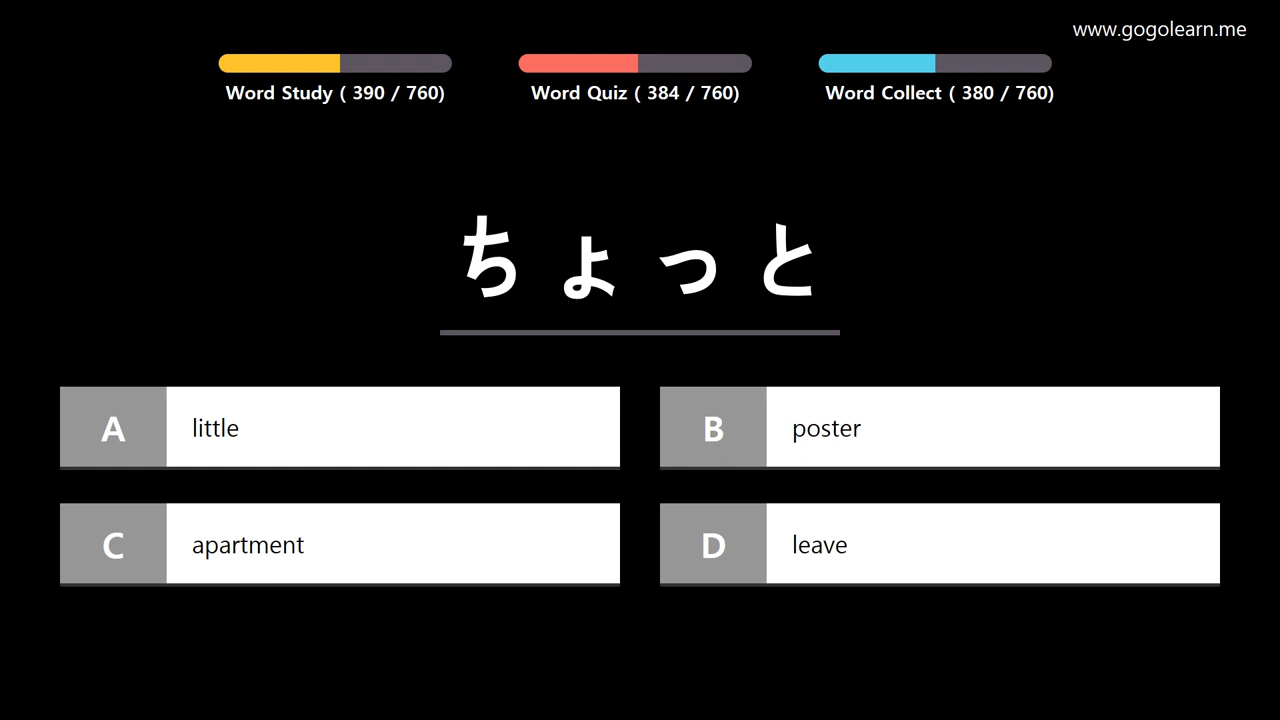 www.gogolearn.me
Word Study ( 390 / 760)
Word Quiz ( 384 / 760)
Word Collect ( 380 / 760)
ちょっと
A little
B poster
C apartment
D leave